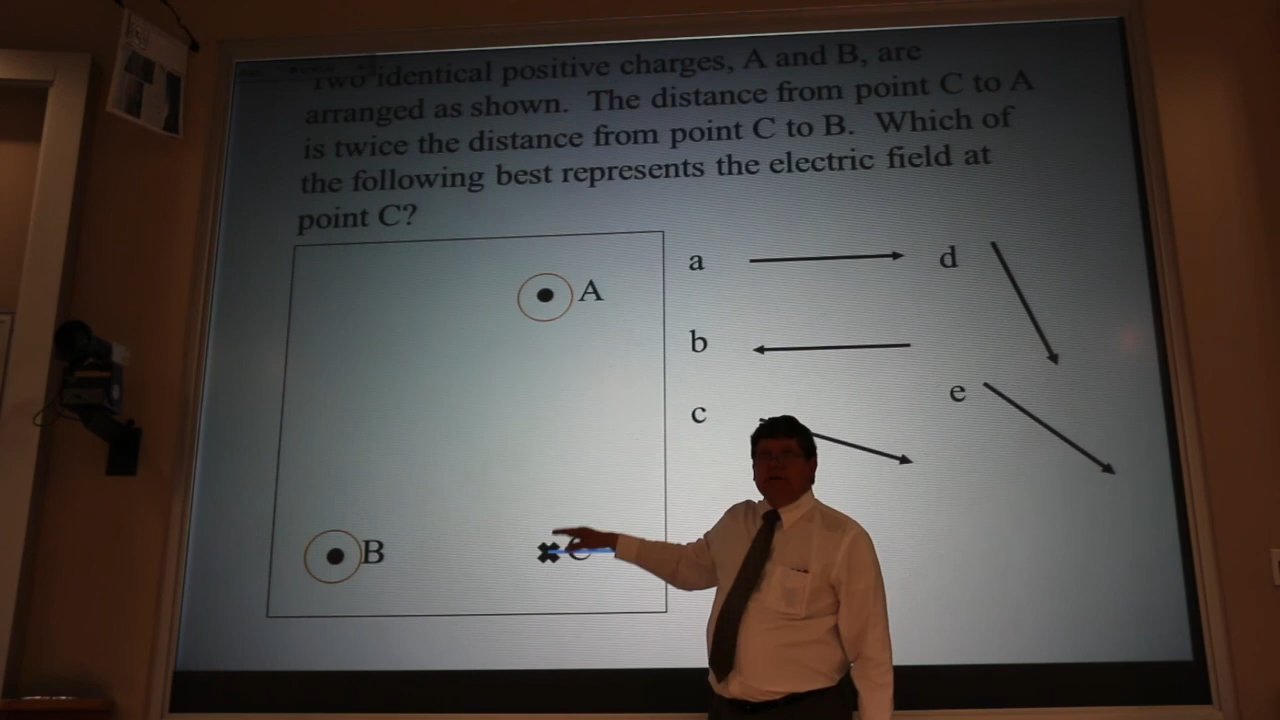 Two identical positive charges, A and B, are
arranged as shown. The distance from point C to A
is twice the distance from point C to B. Which of
the following best represents the electric field at
point C?
A
a
d
b
e
c
B
C